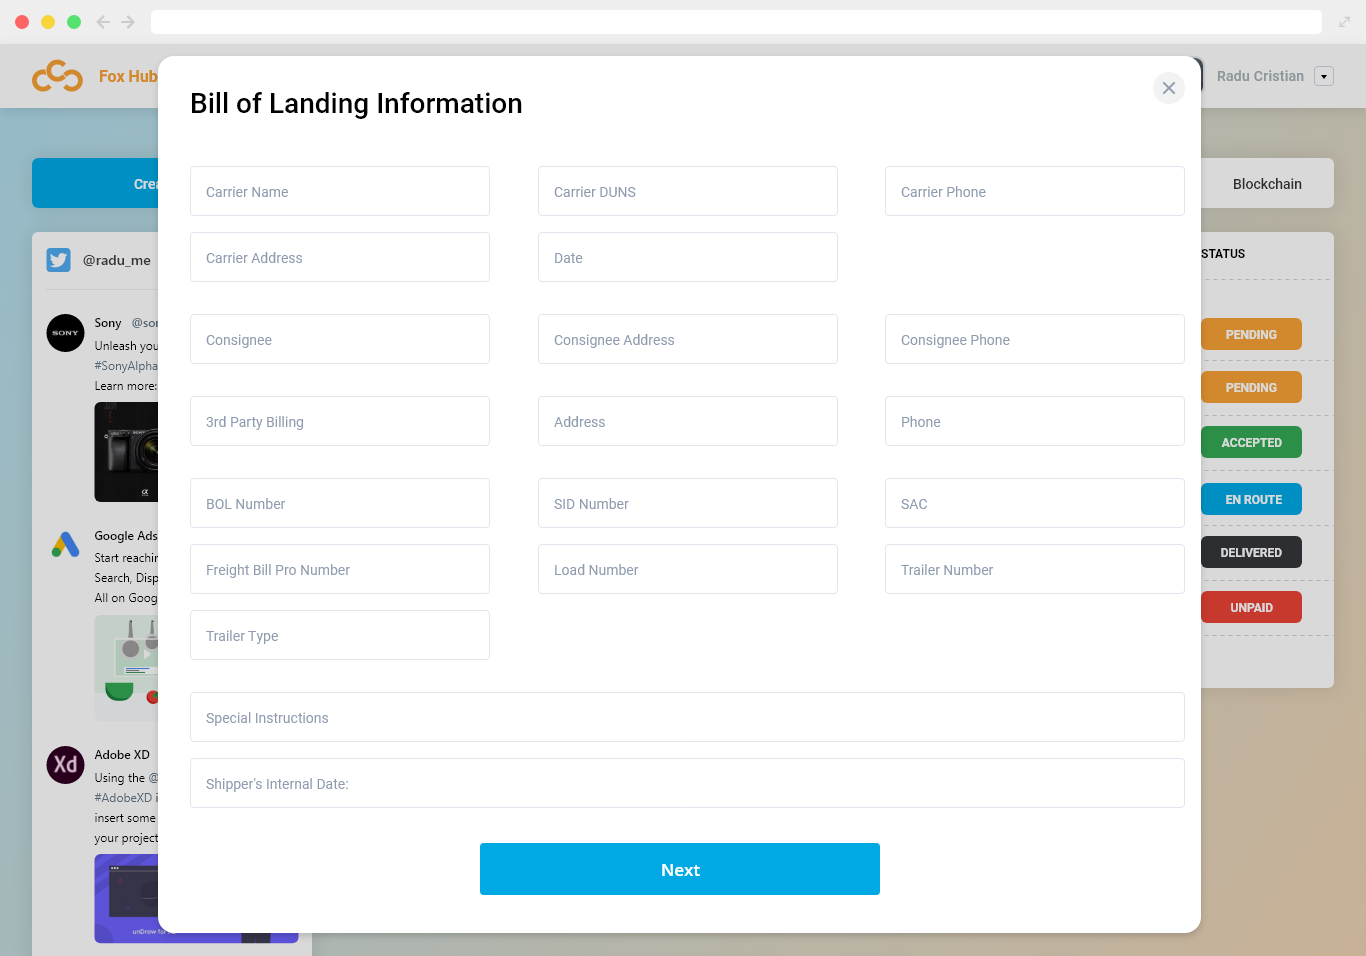 Fox Hub
Radu Cristian
Bill of Landing Information
Blockchain
@radu_me
STATUS
Carrier Name
Carrier DUNS
Carrier Phone
Carrier Address
Date
Consignee
Consignee Address
Consignee Phone
3rd Party Billing
Address
Phone
BOL Number
SID Number
SAC
Freight Bill Pro Number
Load Number
Trailer Number
Trailer Type
Special Instructions
Shipper's Internal Date:
Next
SONY
Sony
Unleash you
#SonyAlpha
Learn more:
SONY
α
Google Ads
Start reachin
Search, Disp
All on Goog
Xd
Adobe XD
Using the @
#AdobeXD i
insert some
your project
unDraw for
PENDING
PENDING
ACCEPTED
EN ROUTE
DELIVERED
UNPAID